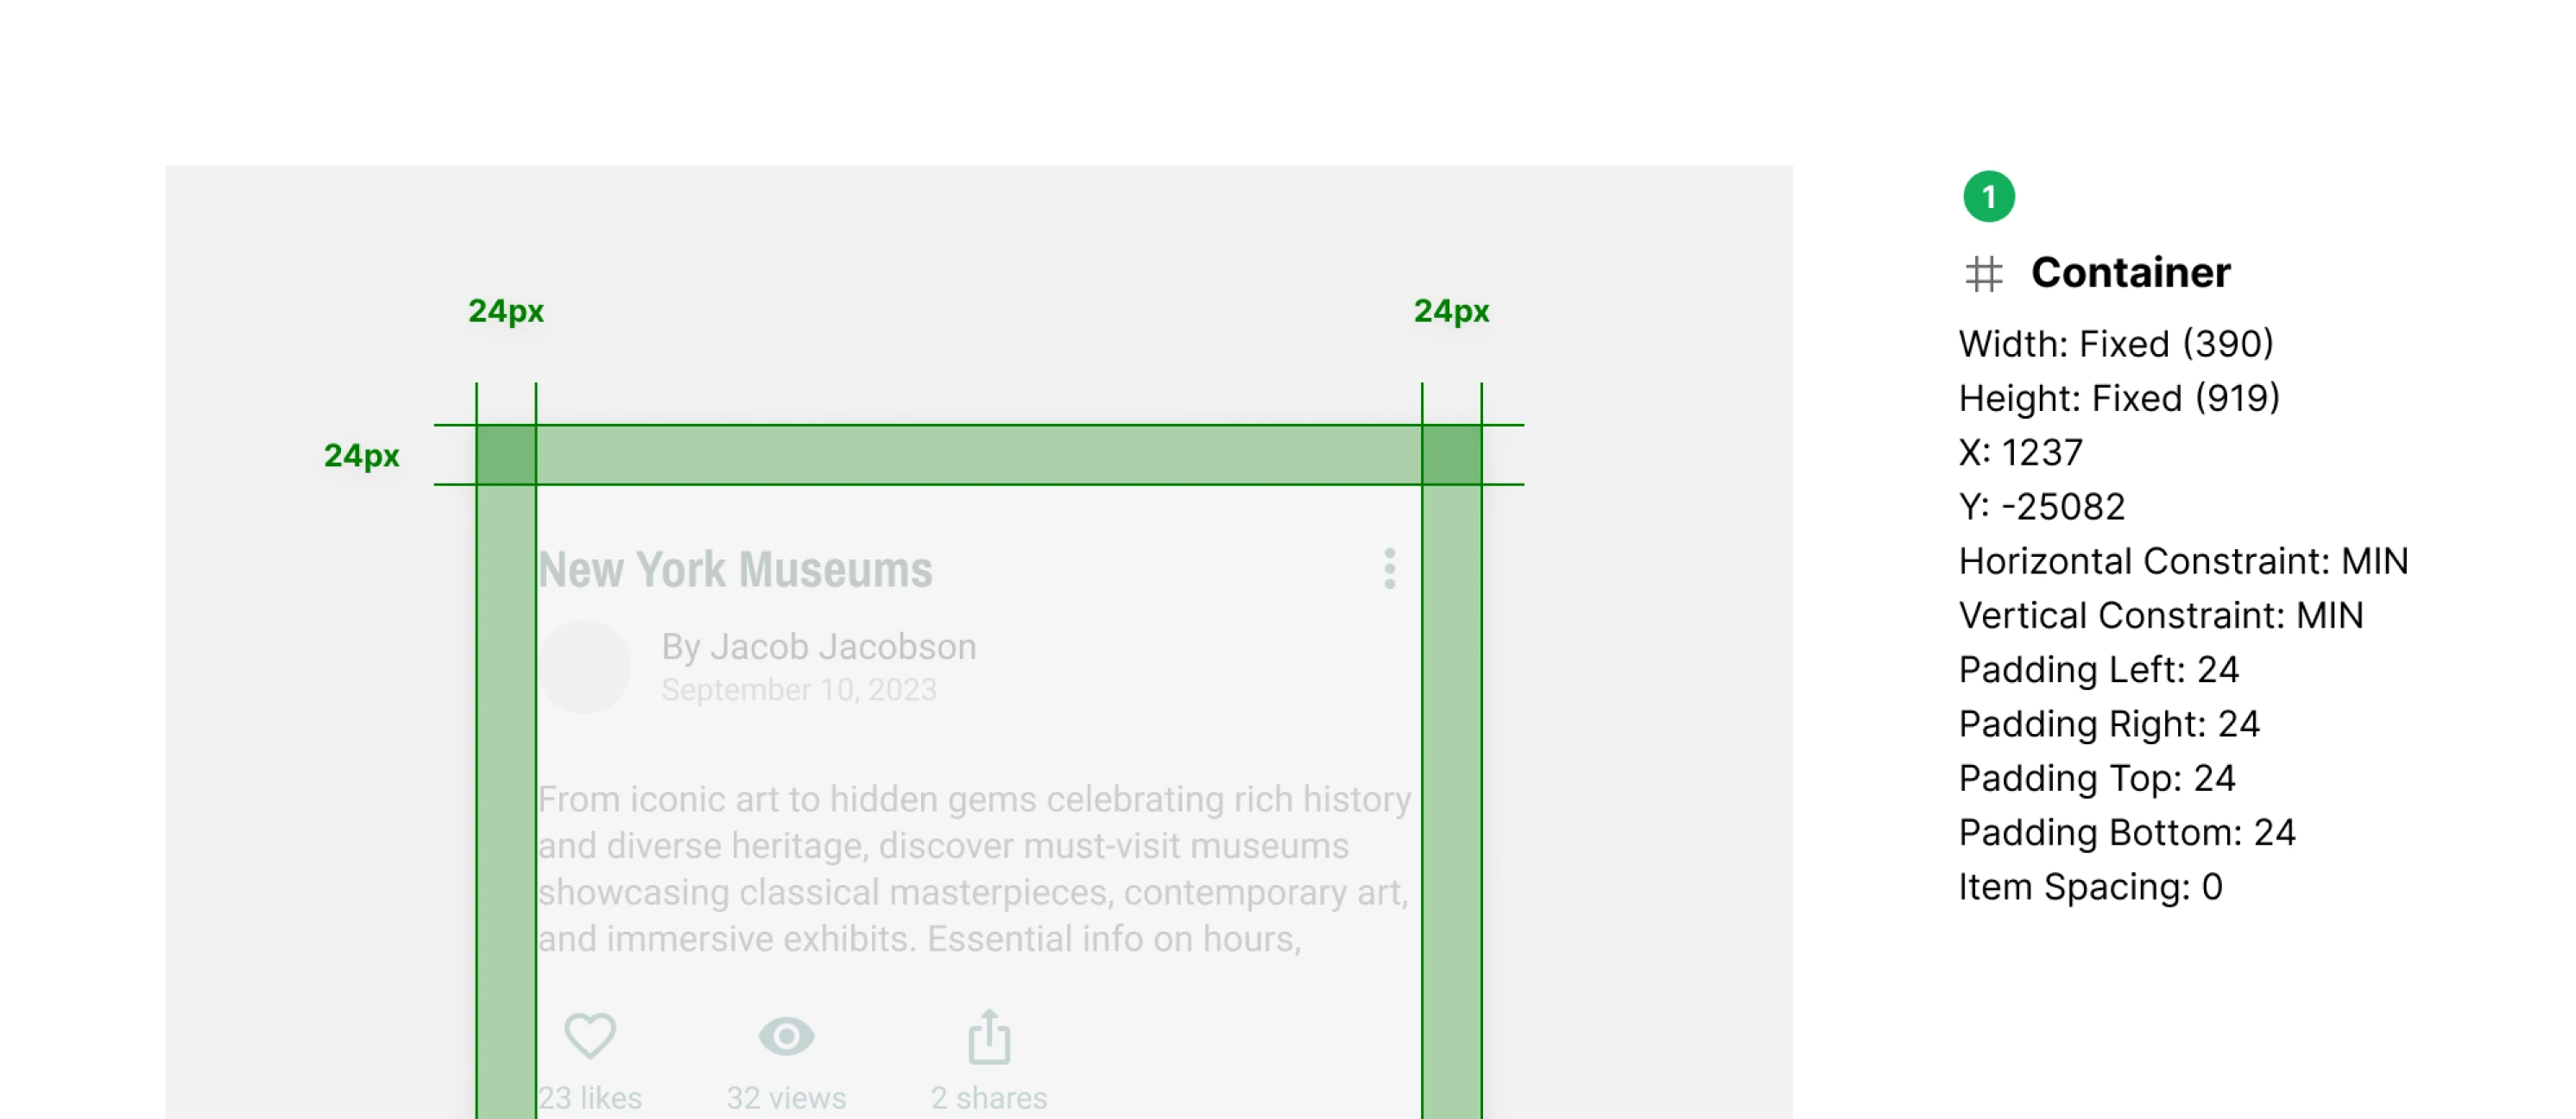 24px
24px
24px
New York Museums
By Jacob Jacobson
September 10, 2023
From iconic art to hidden gems celebrating rich history
and diverse heritage, discover must-visit museums
showcasing classical masterpieces, contemporary art,
and immersive exhibits. Essential info on hours,
23 likes
32 views
2 shares
1
Container
Width: Fixed (390)
Height: Fixed (919)
X: 1237
Y: -25082
Horizontal Constraint: MIN
Vertical Constraint: MIN
Padding Left: 24
Padding Right: 24
Padding Top: 24
Padding Bottom: 24
Item Spacing: 0